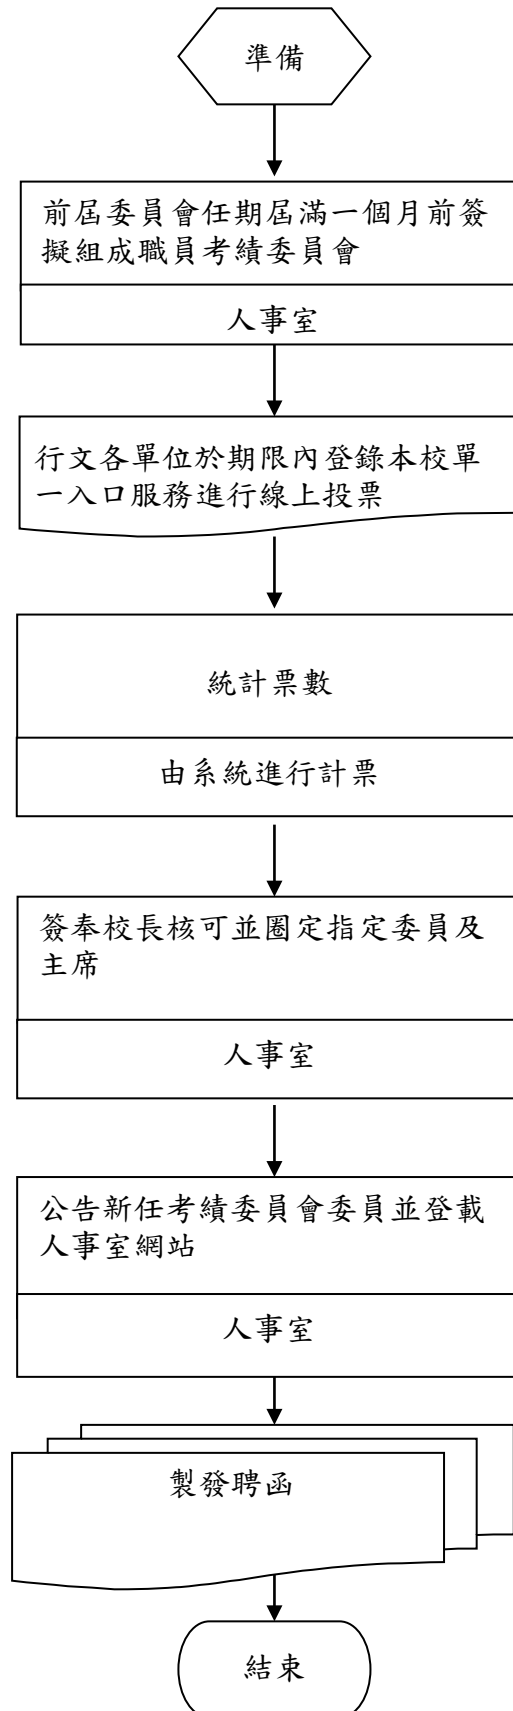 準備
前屆委員會任期屆滿一個月前簽
擬組成職員考績委員會
人事室
行文各單位於期限內登錄本校單
一入口服務進行線上投票
統計票數
由系統進行計票
簽奉校長核可並圈定指定委員及
主席
人事室
公告新任考績委員會委員並登載
人事室網站
人事室
製發聘函
結束